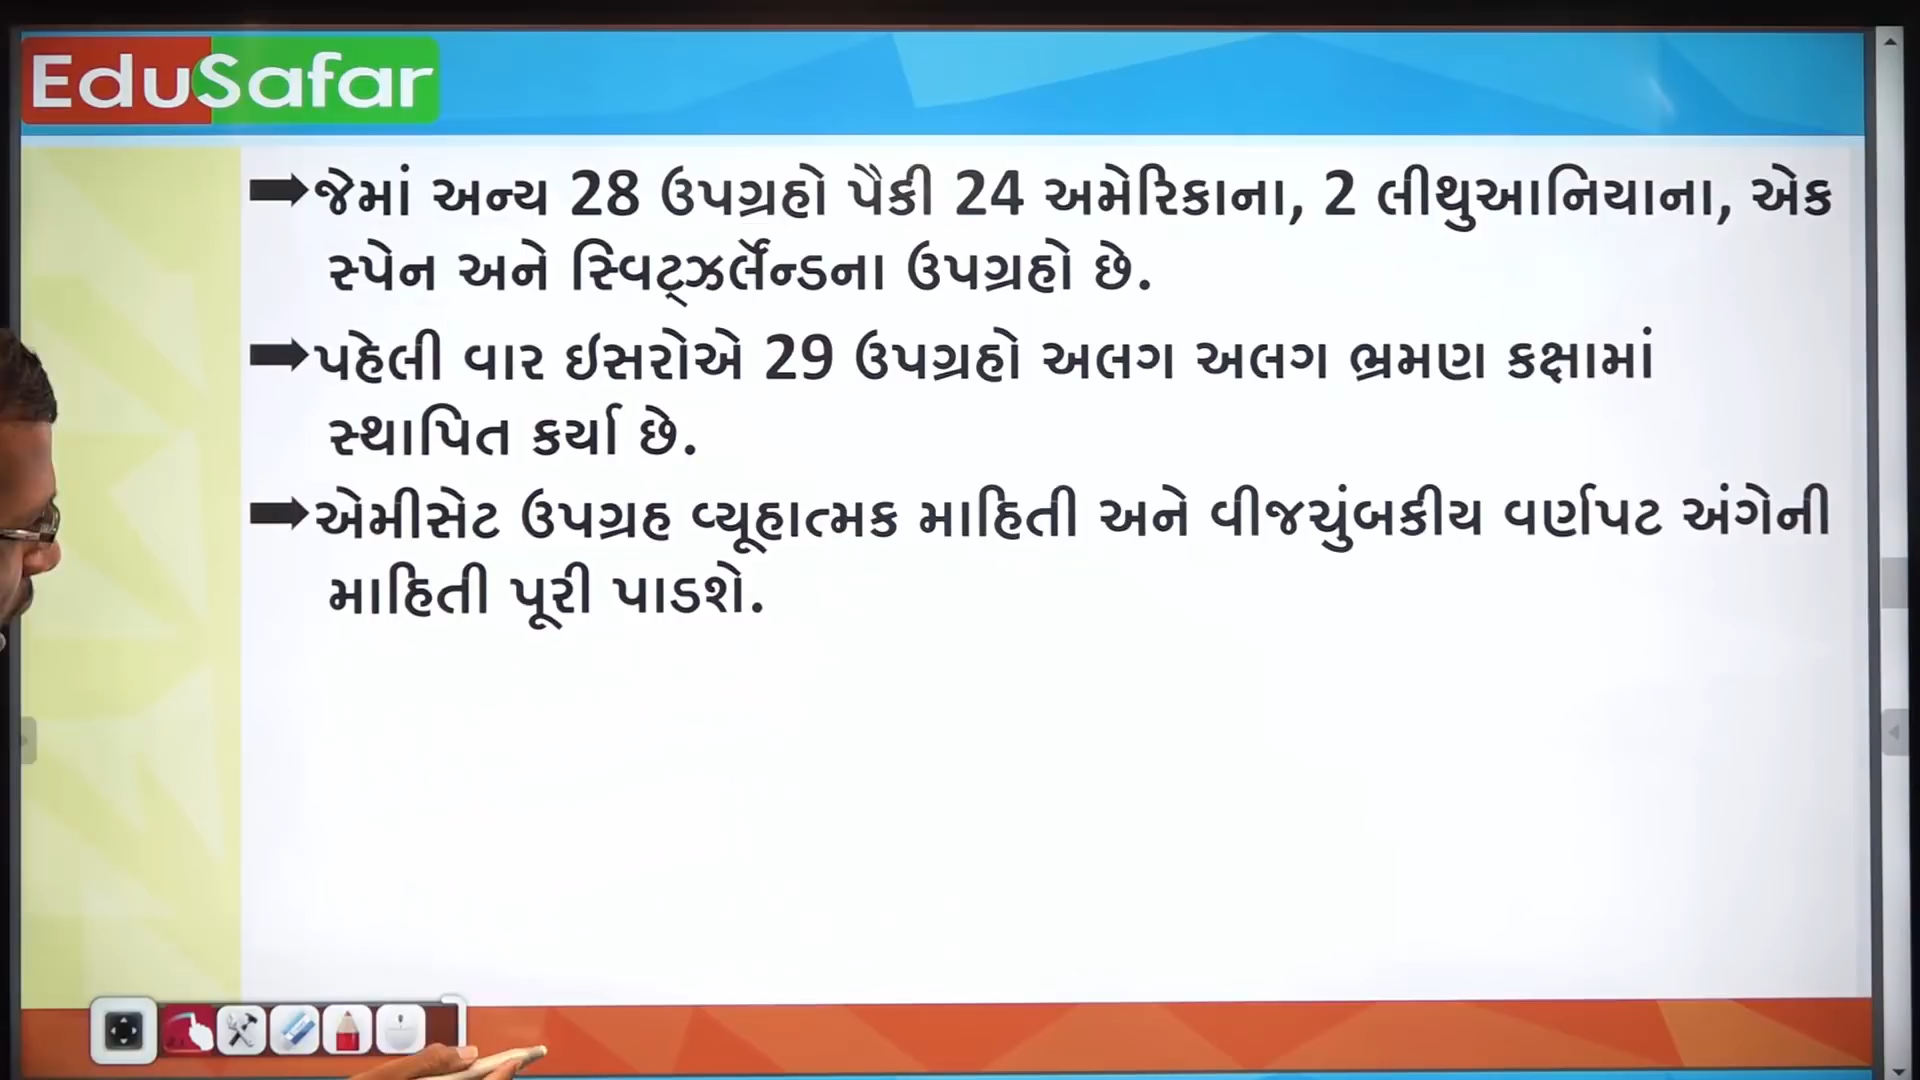 EduSafar
➡જેમાં અન્ય 28 ઉપગ્રહો પૈકી 24 અમેરિકાના, 2 લીથુઆનિયાના, એક
સ્પેન અને સ્વિટ્ઝર્લૅન્ડના ઉપગ્રહો છે.
➡પહેલી વાર ઇસરોએ 29 ઉપગ્રહો અલગ અલગ ભ્રમણ કક્ષામાં
સ્થાપિત કર્યા છે.
➡એમીસેટ ઉપગ્રહ વ્યૂહાત્મક માહિતી અને વીજચુંબકીય વર્ણપટ અંગેની
માહિતી પૂરી પાડશે.